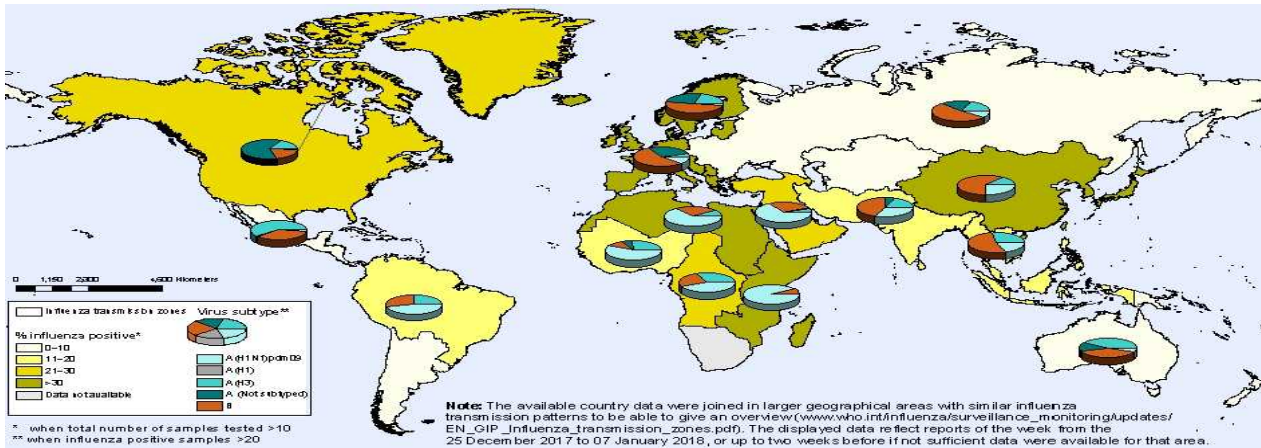 0 1,150 2,300 4,600 Kilometers
Influenza transmission zones
Virus subtype**
% influenza positive*
0-10
11-20
21-30
>30
Data not available
A(H1N1)pdm09
A(H1)
A(H3)
A (Not subtyped)
B
* when total number of samples tested >10
** when influenza positive samples >20
Note: The available country data were joined in larger geographical areas with similar influenza
transmission patterns to be able to give an overview (www.who.int/influenza/surveillance_monitoring/updates/
EN_GIP_Influenza_transmission_zones.pdf). The displayed data reflect reports of the week from the
25 December 2017 to 07 January 2018, or up to two weeks before if not sufficient data were available for that area.